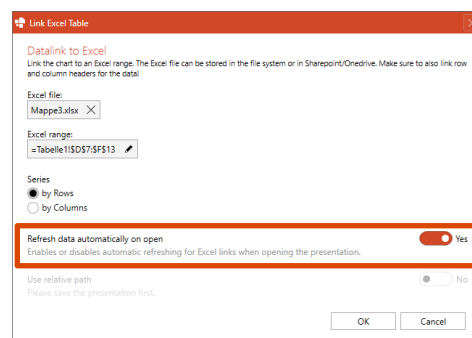 Link Excel Table
Datalink to Excel
Link the chart to an Excel range. The Excel file can be stored in the file system or in Sharepoint/Onedrive. Make sure to also link row
and column headers for the data!
Excel file:
Mappe3.xlsx
Excel range:
=Tabelle1!$D$7:$F$13
Series
by Rows
by Columns
Refresh data automatically on open
Yes
Enables or disables automatic refreshing for Excel links when opening the presentation.
Use relative path
No
Please save the presentation first.
OK
Cancel